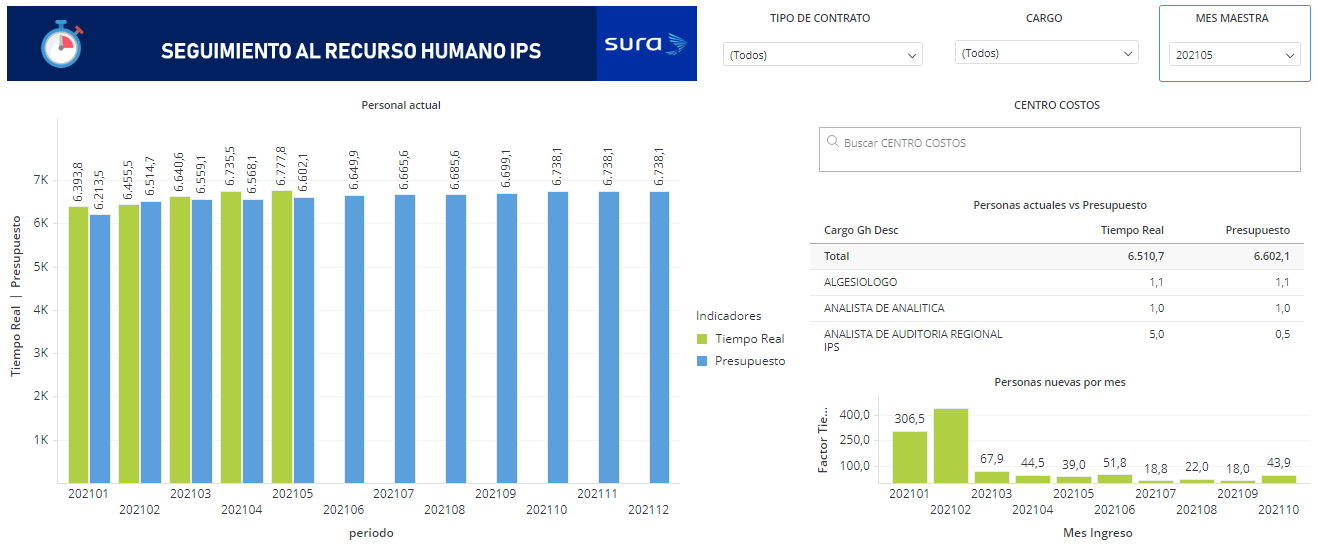 SEGUIMIENTO AL RECURSO HUMANO IPS
sura
TIPO DE CONTRATO
(Todos)
CARGO
(Todos)
MES MAESTRA
202105
Personal actual
Tiempo Real | Presupuesto
7K
6K
5K
4K
3K
2K
1K
6.393,8
6.213,5
6.455,5
6.514,7
6.640,6
6.559,1
6.735,5
6.568,1
6.777,8
6.602,1
6.649,9
6.665,6
6.685,6
6.699,1
6.738,1
6.738,1
6.738,1
202101
202102
202103
202104
202105
202106
202107
202108
202109
202110
202111
202112
periodo
Indicadores
Tiempo Real
Presupuesto
CENTRO COSTOS
Buscar CENTRO COSTOS
Personas actuales vs Presupuesto
Cargo Gh Desc Tiempo Real Presupuesto
Total 6.510,7 6.602,1
ALGESIOLOGO 1,1 1,1
ANALISTA DE ANALITICA 1,0 1,0
ANALISTA DE AUDITORIA REGIONAL 5,0 0,5
IPS
Personas nuevas por mes
Factor Tie...
400,0
250,0
100,0
306,5
67,9
44,5
39,0
51,8
18,8
22,0
18,0
43,9
202101
202102
202103
202104
202105
202106
202107
202108
202109
202110
Mes Ingreso